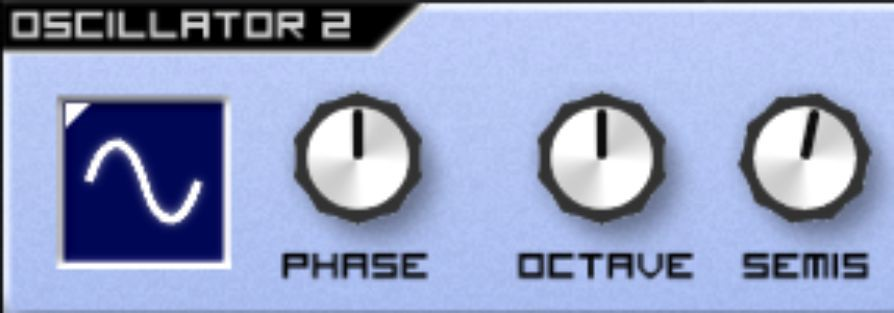 OSCILLATOR 2
PHASE OCTAVE SEMIS